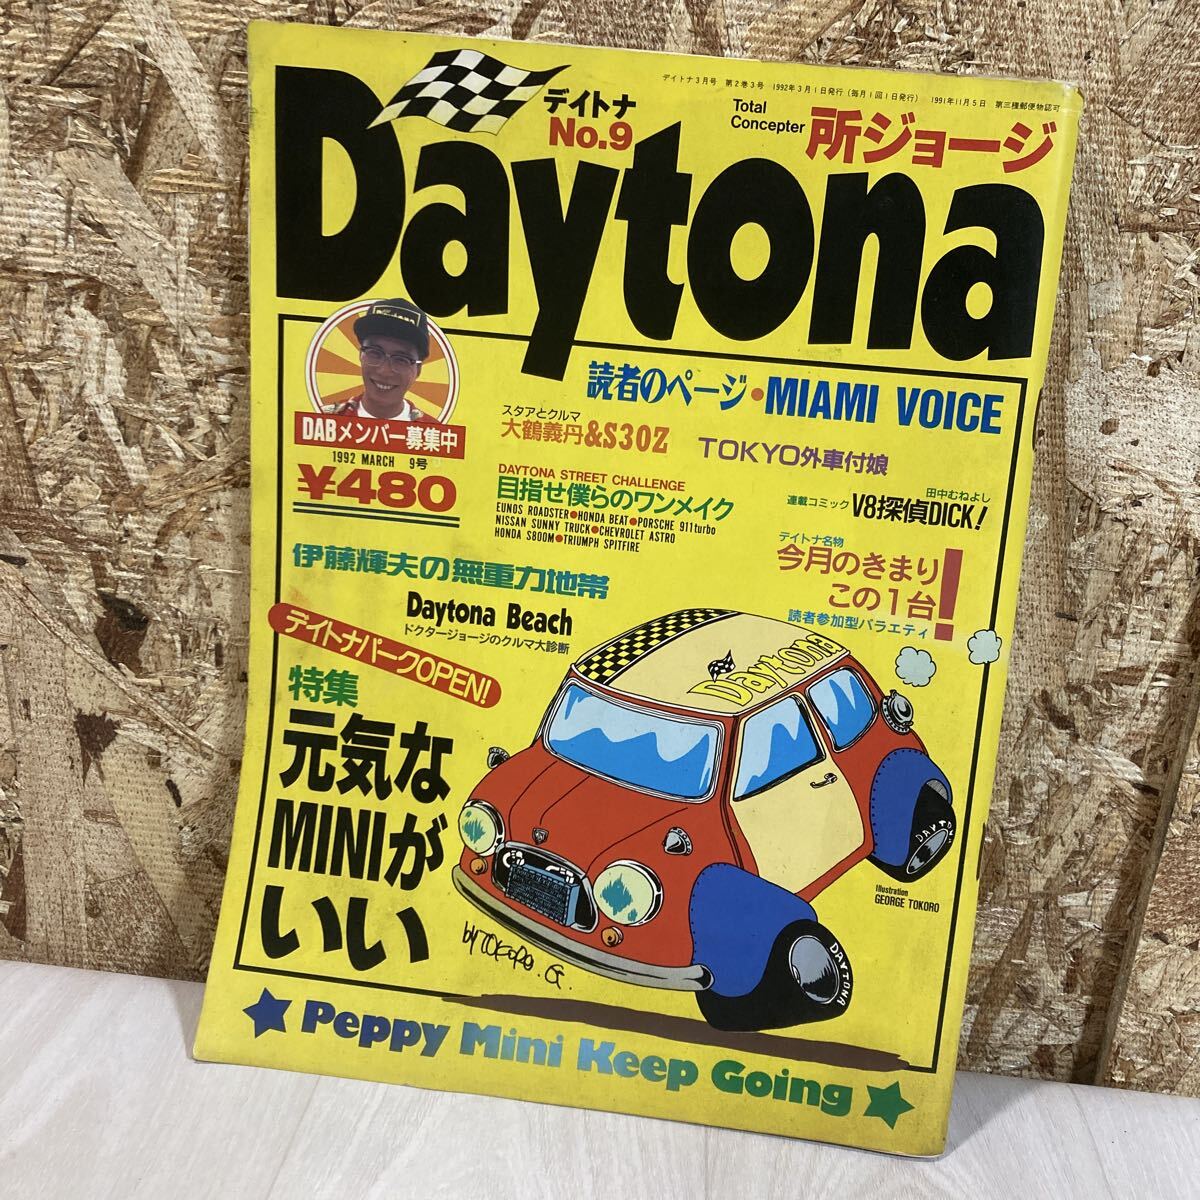 デイトナ3月号 第2巻3号 1992年3月1日発行(毎月1回1日発行) 1991年11月5日 第三種郵便物認可
デイトナ
No.9
Total
Concepter
所ジョージ
Daytona
読者のページ•MIAMI VOICE
DABメンバー募集中
1992 MARCH 9号
¥480
スタアとクルマ
大鶴義丹&S30Z
TOKYO外車付娘
DAYTONA STREET CHALLENGE
目指せ僕らのワンメイク
EUNOS ROADSTER●HONDA BEAT●PORSCHE 911turbo
NISSAN SUNNY TRUCK●CHEVROLET ASTRO
HONDA S800M●TRIUMPH SPITFIRE
田中むねよし
連載コミック V8探偵DICK!
デイトナ名物
今月のきまり
この1台!
読者参加型バラエティ
伊藤輝夫の無重力地帯
Daytona Beach
ドクタージョージのクルマ大診断
デイトナパークOPEN!
特集
元気な
MINIが
いい
Daytona
DAYTONA
Illustration
GEORGE TOKORO
by TOKORO. G.
★ Peppy Mini Keep Going ★